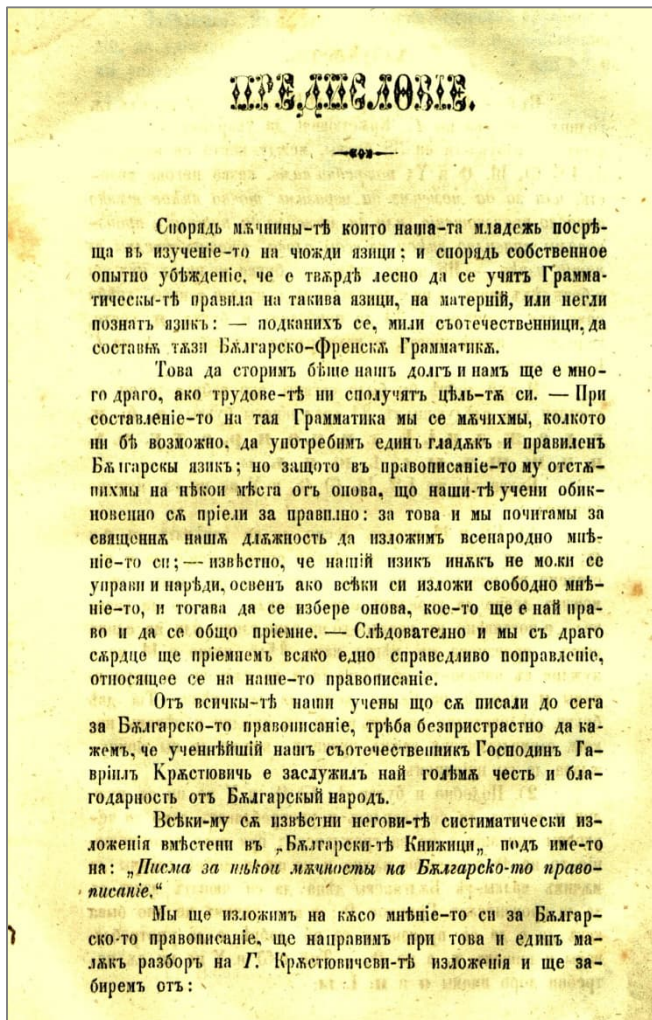 ПРЕДИСЛОВІЕ.
Спорядъ мѫчнины-тѣ които наша-та младежь посрѣ-
ща въ изученіе-то на чюжди язици; и спорядъ собственное
опытно убѣжденіе, че е твѫрдѣ лесно да се учятъ Грамма-
тическы-тѣ правила на такива язици, на матерній, или негли
познатъ языкъ: — подканихъ се, мили съотечественници, да
составіѫ тѫзи Бѫлгарско-Френскѫ Грамматикѫ.
Това да сторимъ бѣше нашъ долгъ и намъ ще е мно-
го драго, ако трудове-тѣ ни сполучятъ цѣль-тѫ си. — При
составленіе-то на тая Грамматика мы се мѫчихмы, колкото
ни бѣ возможно, да употребимъ единъ гладѫкъ и правиленъ
Бѫлгарскы языкъ; но защото въ правописаніе-то му отстѫ-
пихмы на нѣкои мѣста отъ онова, що наши-тѣ учени обик-
новенно сѫ пріели за правилно: за това и мы почитамы за
священнѫ нашѫ длѫжность да изложимъ всенародно мнѣ-
ніе-то си; — извѣстно, че нашій изикъ инѫкъ не може се
управи и нарѣди, освенъ ако всѣки си изложи свободно мнѣ-
ніе-то, и тогава да се избере онова, кое-то ще е най пра-
во и да се общо пріемне. — Слѣдователно и мы съ драго
сѫрдце ще пріемнемъ всяко едно справедливо поправленіе,
относящее се на наше-то правописаніе.
Отъ всичкы-тѣ наши учены що сѫ писали до сега
за Бѫлгарско-то правописаніе, трѣба безпристрастно да ка-
жемъ, че ученнѣйшій нашъ съотечественникъ Господинъ Га-
вріилъ Крѫстювичь е заслужилъ най голѣмѫ честь и бла-
годарность отъ Бѫлгарскый народъ.
Всѣки-му сѫ извѣстни негови-тѣ систиматически из-
ложенія вмѣстени въ „Бѫлгарски-тѣ Книжици„ подъ име-то
на: „Писма за нѣкои мѫчности на Бѫлгарско-то право-
писаніе.“
Мы ще изложимъ на кѫсо мнѣніе-то си за Бѫлгар-
ско-то правописаніе, ще направимъ при това и единъ ма-
лѫкъ разборъ на Г. Крѫстювичеви-тѣ изложенія и ще за-
биремъ отъ: